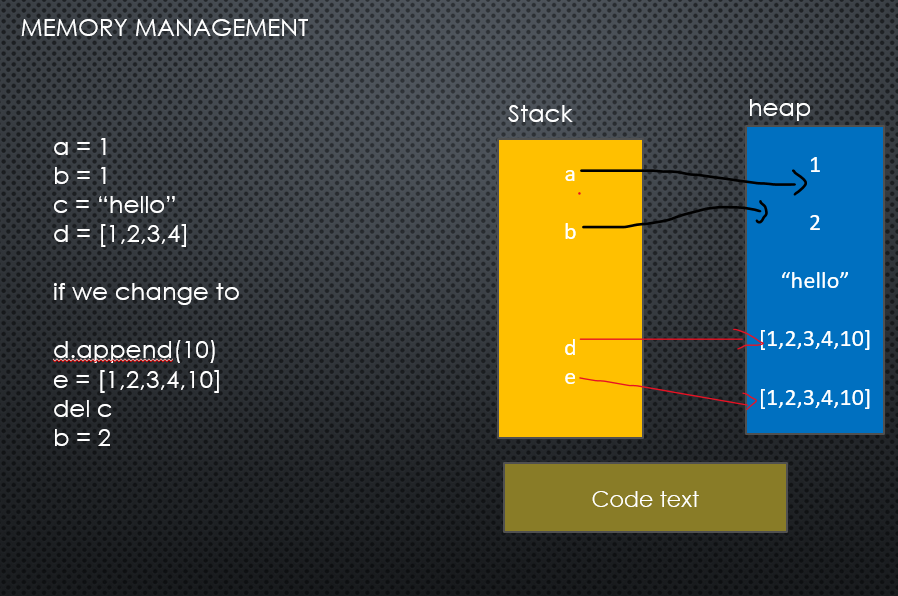 MEMORY MANAGEMENT
a = 1
b = 1
c = “hello”
d = [1,2,3,4]
if we change to
d.append(10)
e = [1,2,3,4,10]
del c
b = 2
Stack
a
b
d
e
heap
1
2
“hello”
[1,2,3,4,10]
[1,2,3,4,10]
Code text